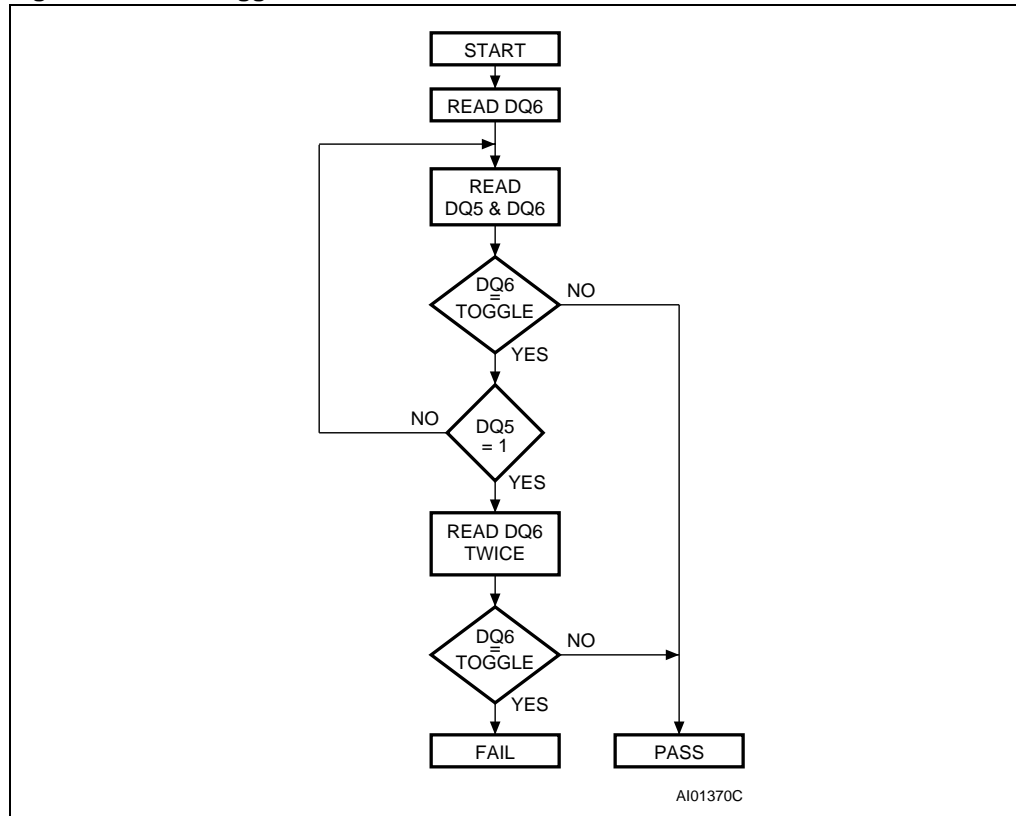 START
READ DQ6
READ
DQ5 & DQ6
DQ6
=
TOGGLE
NO
YES
NO
DQ5
= 1
YES
READ DQ6
TWICE
DQ6
=
TOGGLE
NO
YES
FAIL
PASS
AI01370C